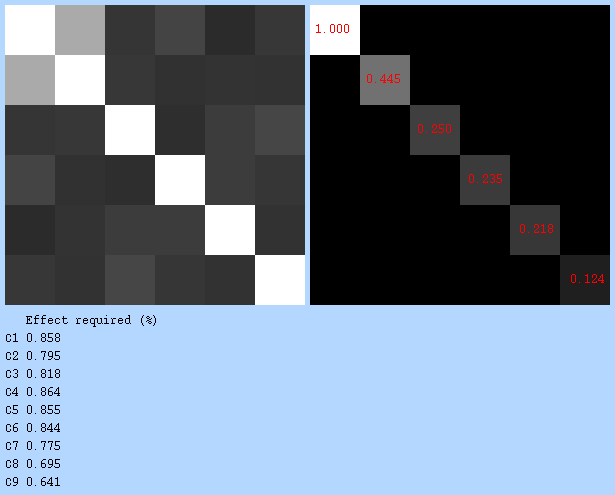 1.000
0.445
0.250
0.235
0.218
0.124
Effect required (%)
c1 0.858
c2 0.795
c3 0.818
c4 0.864
c5 0.855
c6 0.844
c7 0.775
c8 0.695
c9 0.641